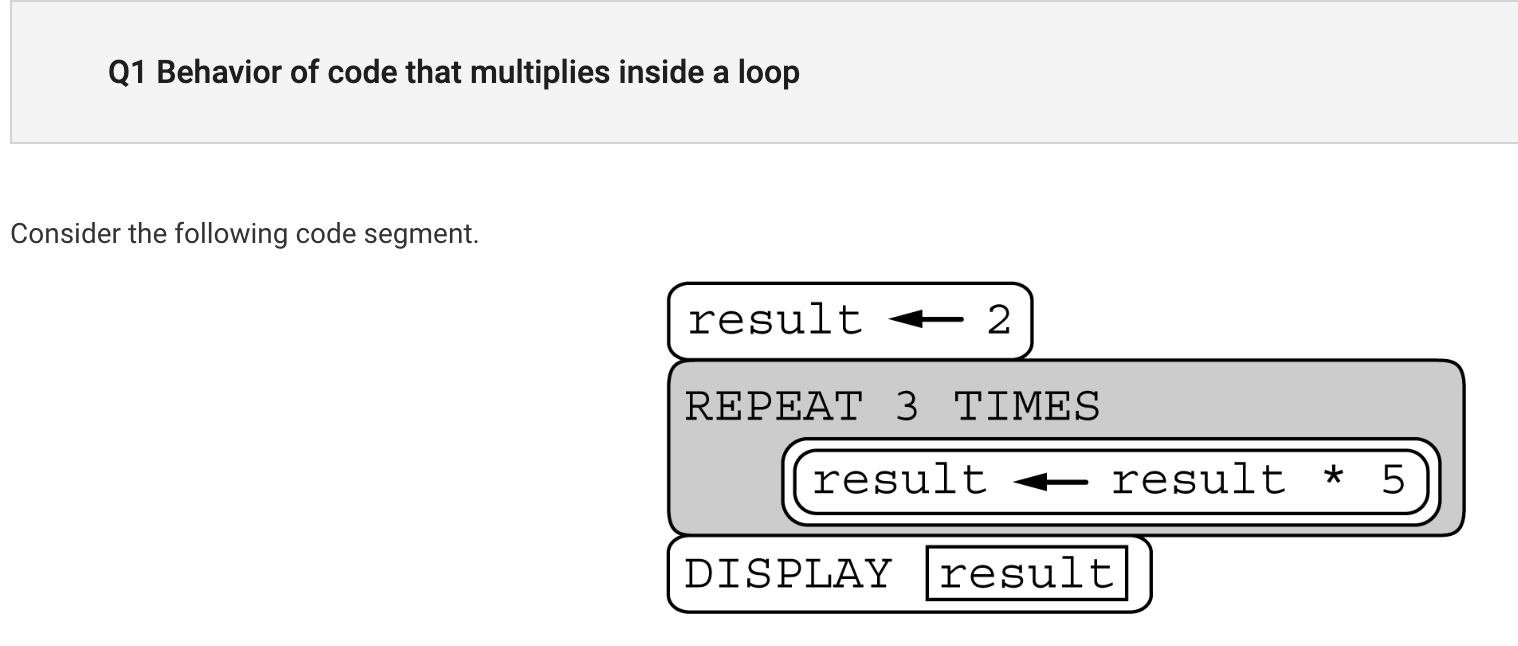 Q1 Behavior of code that multiplies inside a loop
Consider the following code segment.
result ← 2
REPEAT 3 TIMES
result ← result * 5
DISPLAY result